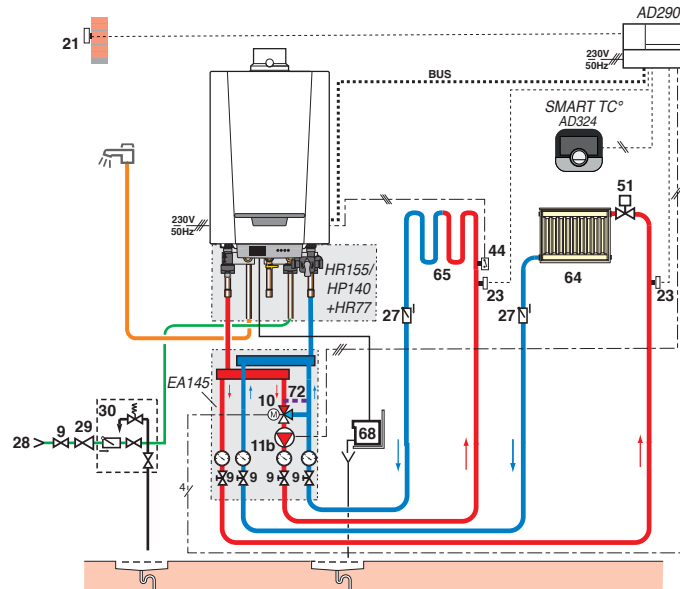 AD290
21
230V
50Hz
BUS
SMART TC°
AD324
51
230V
50Hz
44
65
64
HR155/
HP140
+HR77
23
23
27
27
EA145
72
10
M
30
68
11b
28
9
29
9
9
9
9
4